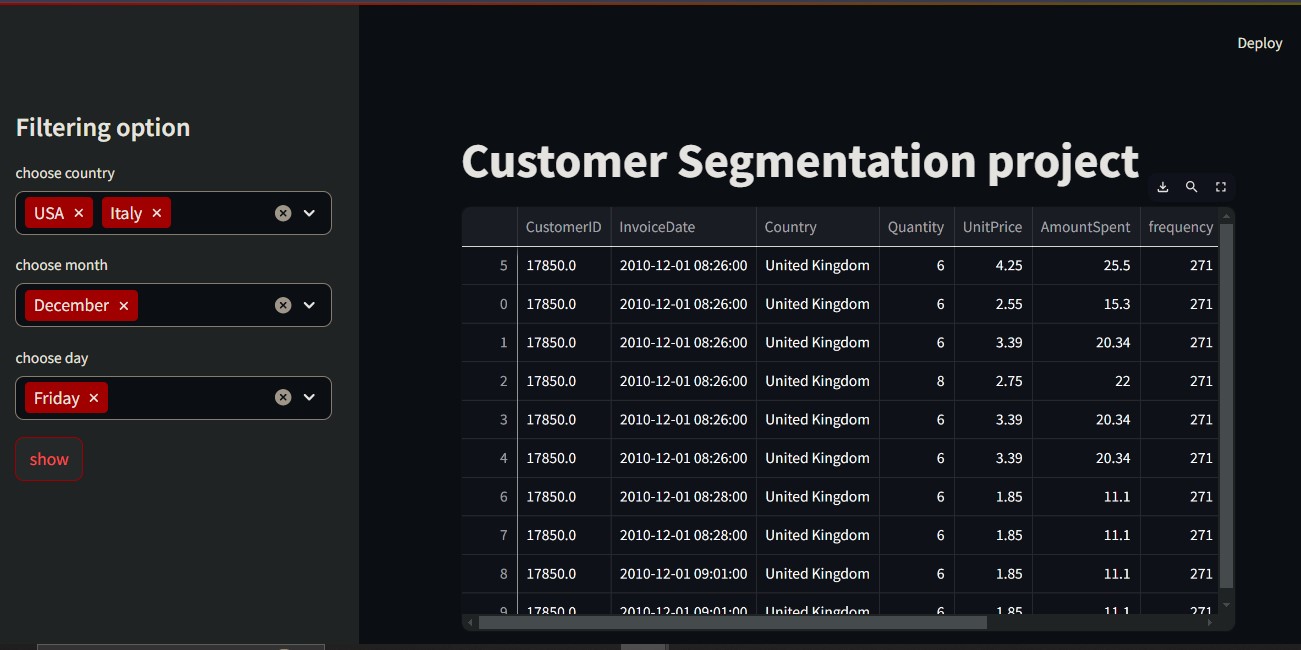 Deploy
Filtering option
choose country
USA Italy
choose month
December
choose day
Friday
show
Customer Segmentation project
CustomerID InvoiceDate Country Quantity UnitPrice AmountSpent frequency
5 17850.0 2010-12-01 08:26:00 United Kingdom 6 4.25 25.5 271
0 17850.0 2010-12-01 08:26:00 United Kingdom 6 2.55 15.3 271
1 17850.0 2010-12-01 08:26:00 United Kingdom 6 3.39 20.34 271
2 17850.0 2010-12-01 08:26:00 United Kingdom 8 2.75 22 271
3 17850.0 2010-12-01 08:26:00 United Kingdom 6 3.39 20.34 271
4 17850.0 2010-12-01 08:26:00 United Kingdom 6 3.39 20.34 271
6 17850.0 2010-12-01 08:28:00 United Kingdom 6 1.85 11.1 271
7 17850.0 2010-12-01 08:28:00 United Kingdom 6 1.85 11.1 271
8 17850.0 2010-12-01 09:01:00 United Kingdom 6 1.85 11.1 271
9 17850.0 2010-12-01 09:01:00 United Kingdom 6 1.85 11.1 271